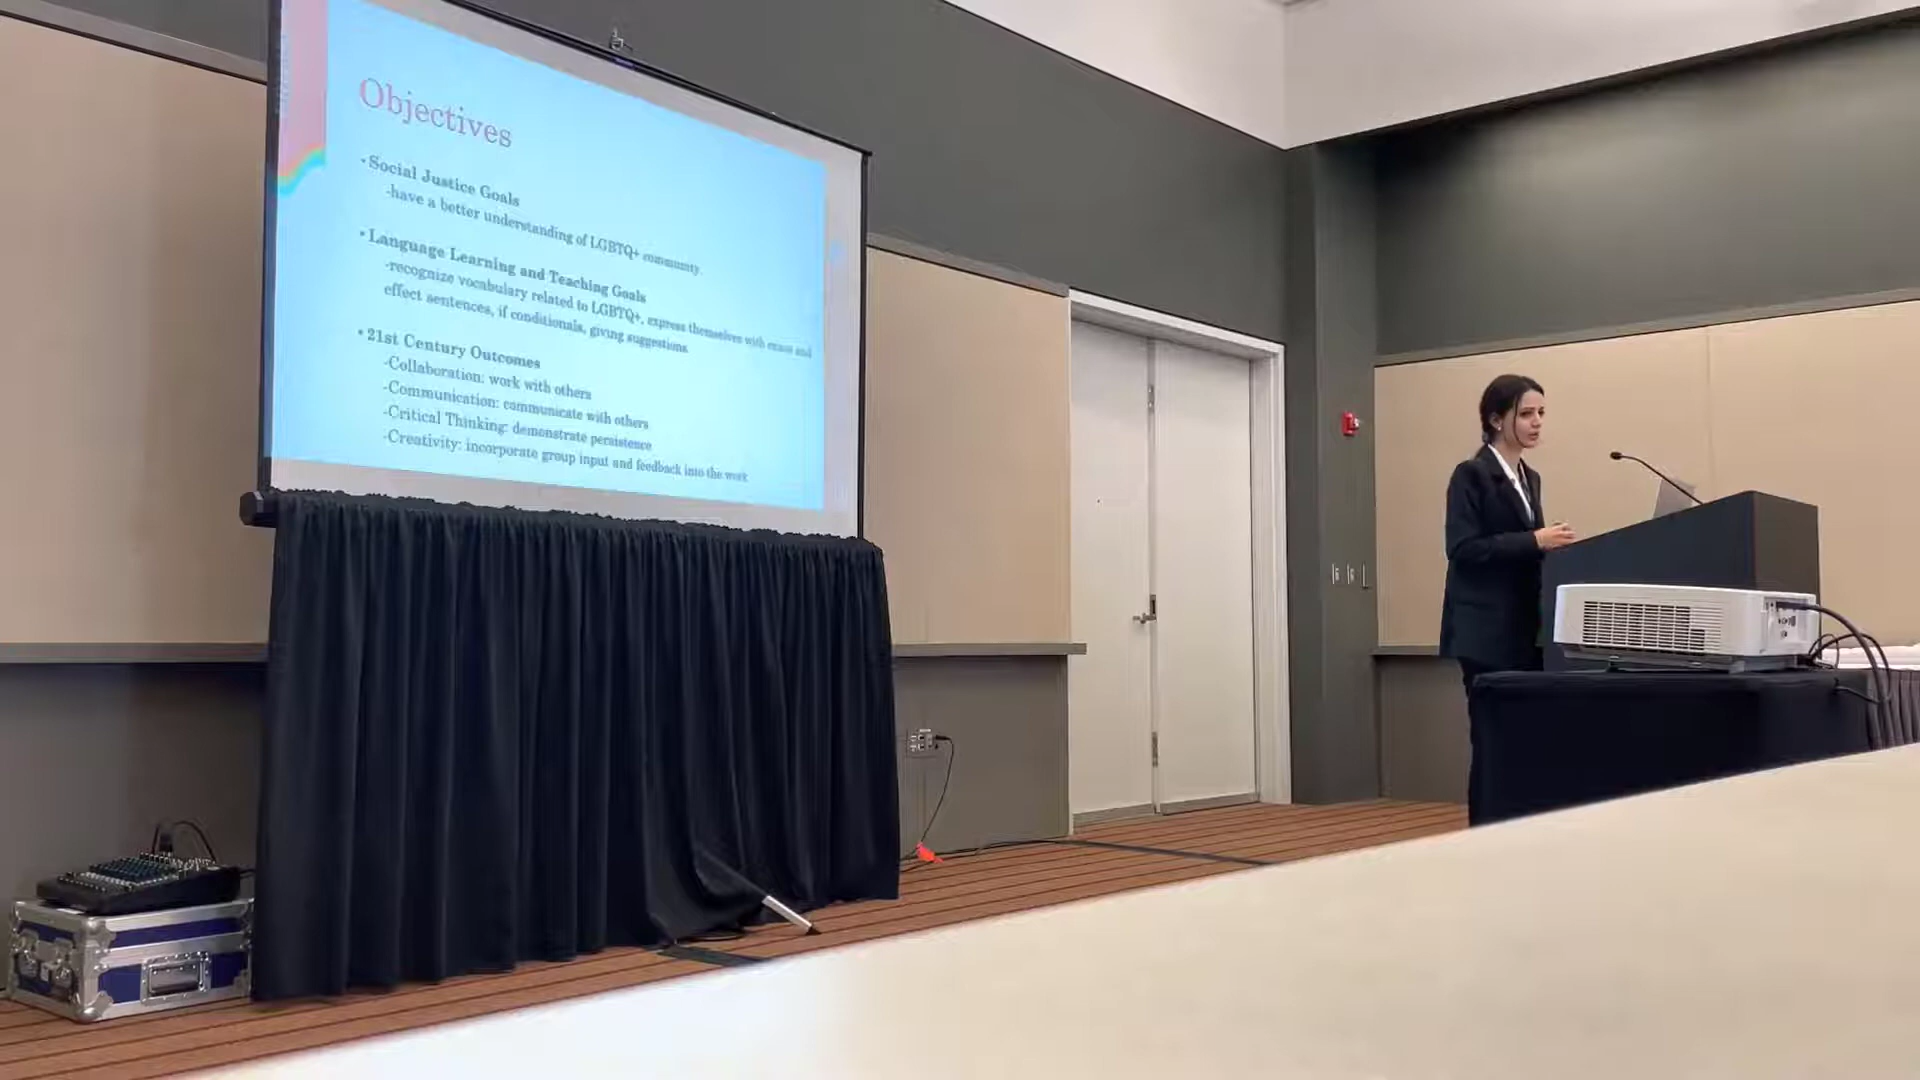 Objectives
•Social Justice Goals
-have a better understanding of LGBTQ+ community.
•Language Learning and Teaching Goals
-recognize vocabulary related to LGBTQ+, express themselves with cause and
effect sentences, if conditionals, giving suggestions
•21st Century Outcomes
-Collaboration: work with others
-Communication: communicate with others
-Critical Thinking: demonstrate persistence
-Creativity: incorporate group input and feedback into the work